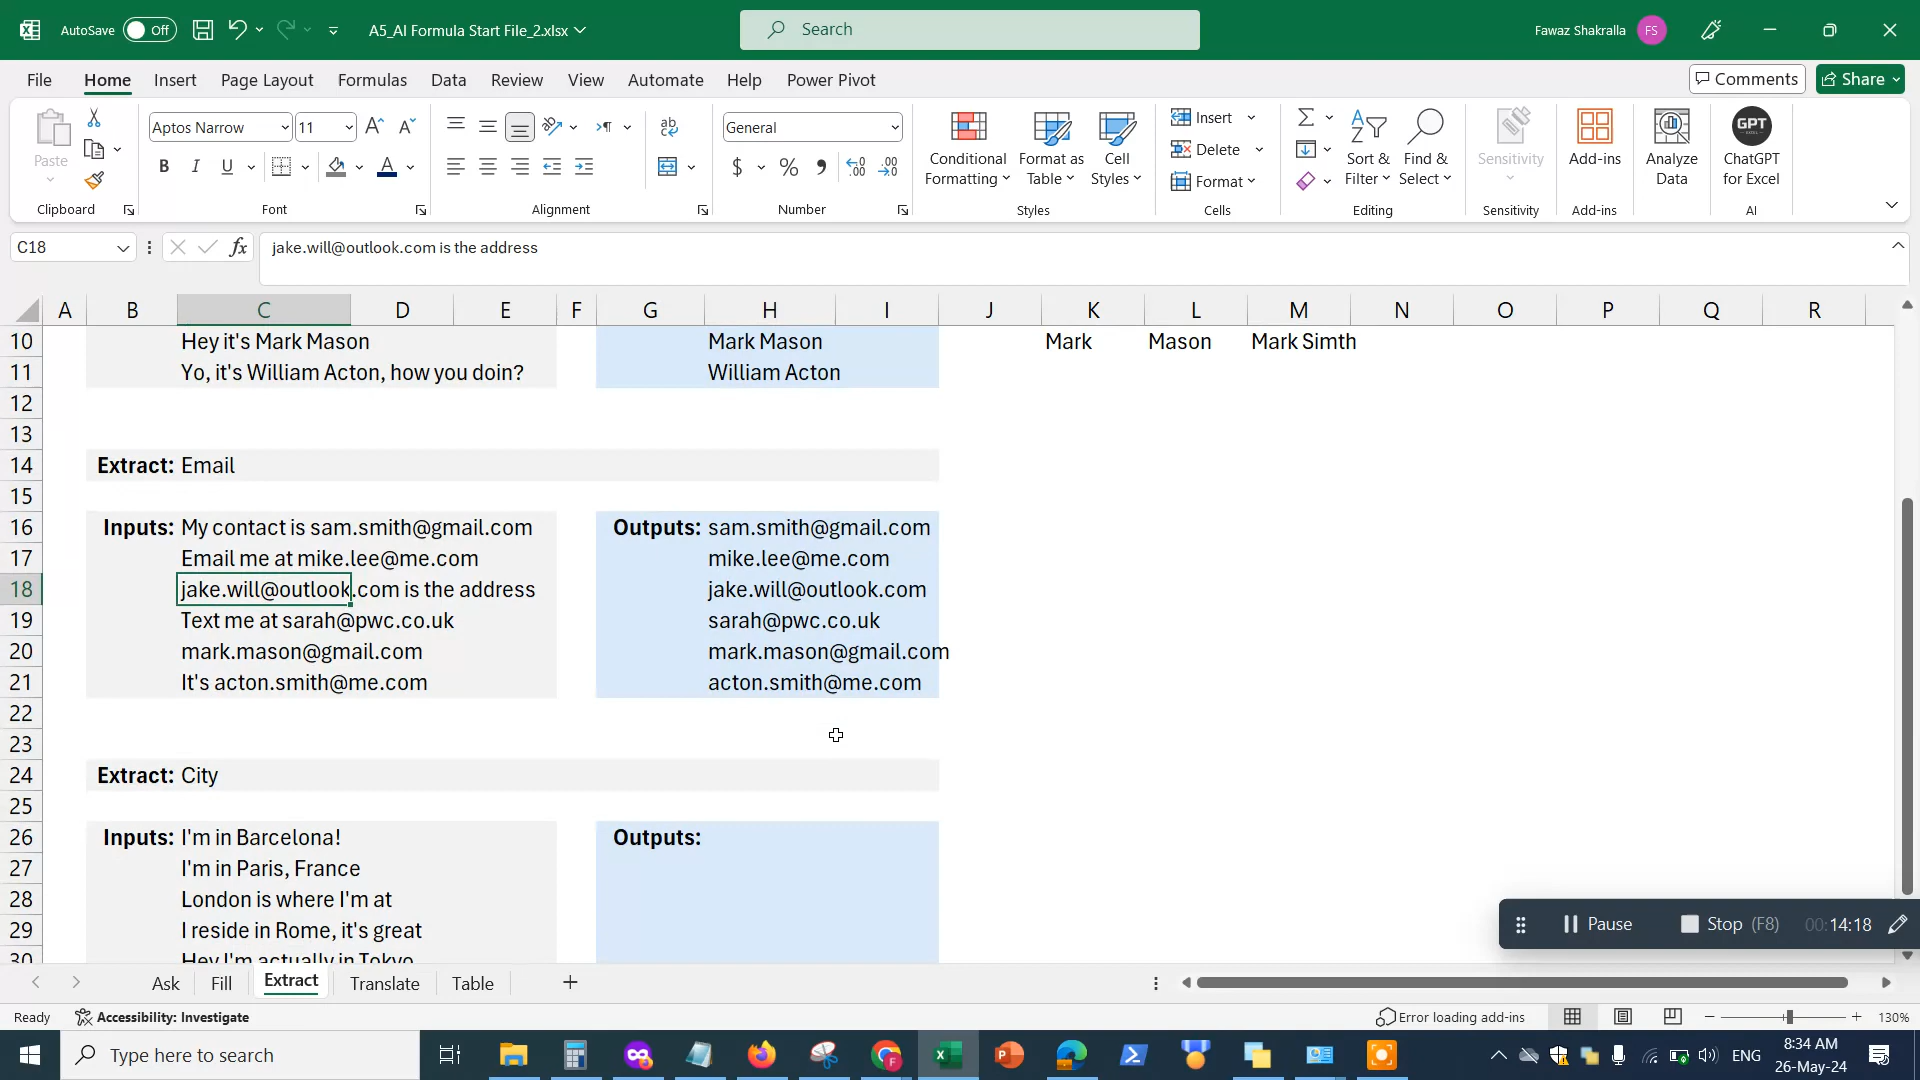 AutoSave Off A5_AI Formula Start File_2.xlsx Search Fawaz Shakralla FS
File Home Insert Page Layout Formulas Data Review View Automate Help Power Pivot Comments Share
Paste Aptos Narrow 11 General Conditional Formatting Format as Table Cell Styles Insert Delete Format Sort & Filter Find & Select Sensitivity Add-ins Analyze Data GPT ChatGPT for Excel
Clipboard Font Alignment Number Styles Cells Editing Sensitivity Add-ins AI
C18 fx jake.will@outlook.com is the address
A B C D E F G H I J K L M N O P Q R
10 Hey it's Mark Mason Mark Mason Mark Mason Mark Simth
11 Yo, it's William Acton, how you doin? William Acton
12
13
14 Extract: Email
15
16 Inputs: My contact is sam.smith@gmail.com Outputs: sam.smith@gmail.com
17 Email me at mike.lee@me.com mike.lee@me.com
18 jake.will@outlook.com is the address jake.will@outlook.com
19 Text me at sarah@pwc.co.uk sarah@pwc.co.uk
20 mark.mason@gmail.com mark.mason@gmail.com
21 It's acton.smith@me.com acton.smith@me.com
22
23
24 Extract: City
25
26 Inputs: I'm in Barcelona! Outputs:
27 I'm in Paris, France
28 London is where I'm at
29 I reside in Rome, it's great
30 Hey I'm actually in Tokyo
Pause Stop (F8) 00:14:18
Ask Fill Extract Translate Table
Ready Accessibility: Investigate Error loading add-ins 130%
Type here to search ENG 8:34 AM
26-May-24